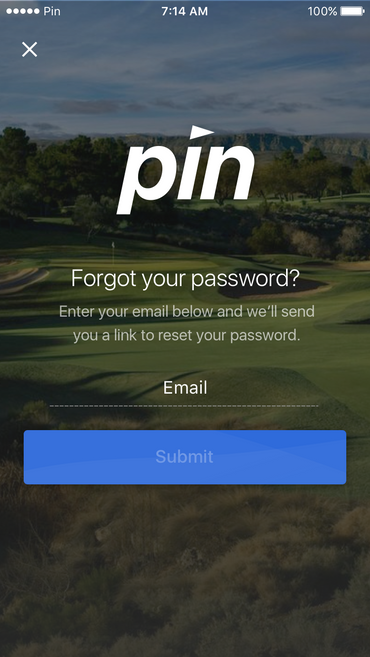 Pin 7:14 AM 100%
pin
Forgot your password?
Enter your email below and we'll send
you a link to reset your password.
Email
Submit